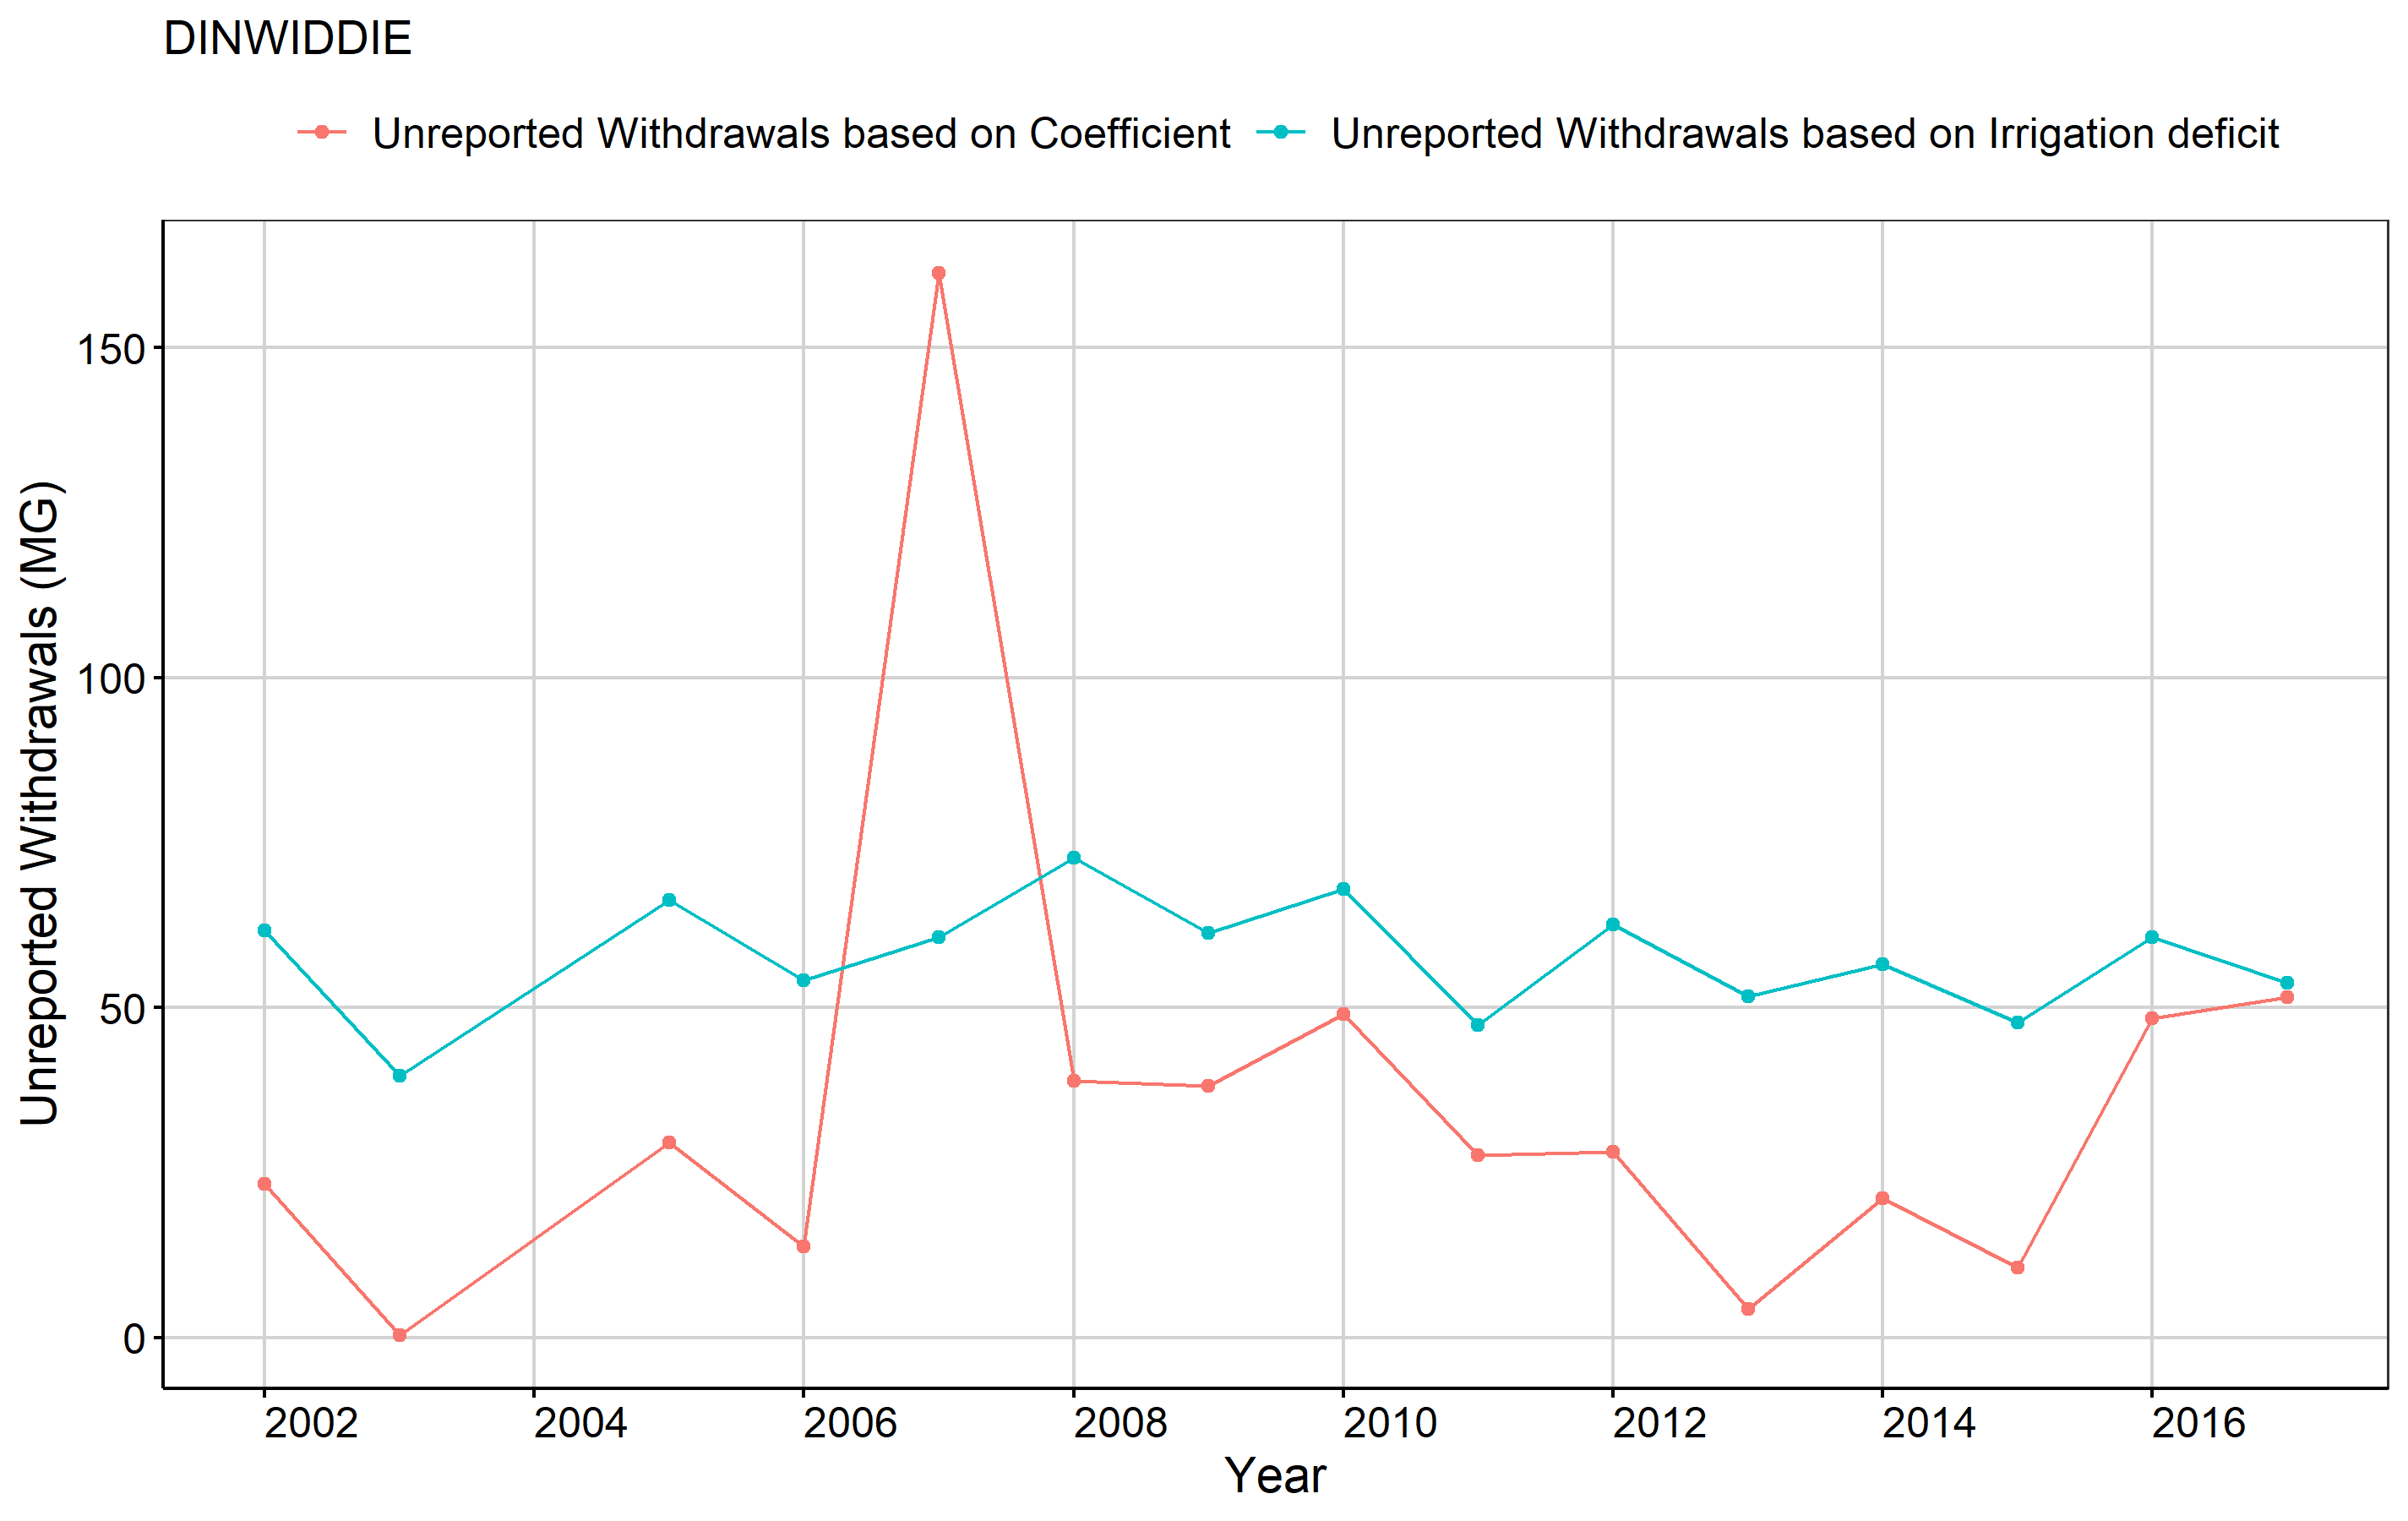 DINWIDDIE
Unreported Withdrawals based on Coefficient
Unreported Withdrawals based on Irrigation deficit
Unreported Withdrawals (MG)
150
100
50
0
2002 2004 2006 2008 2010 2012 2014 2016
Year